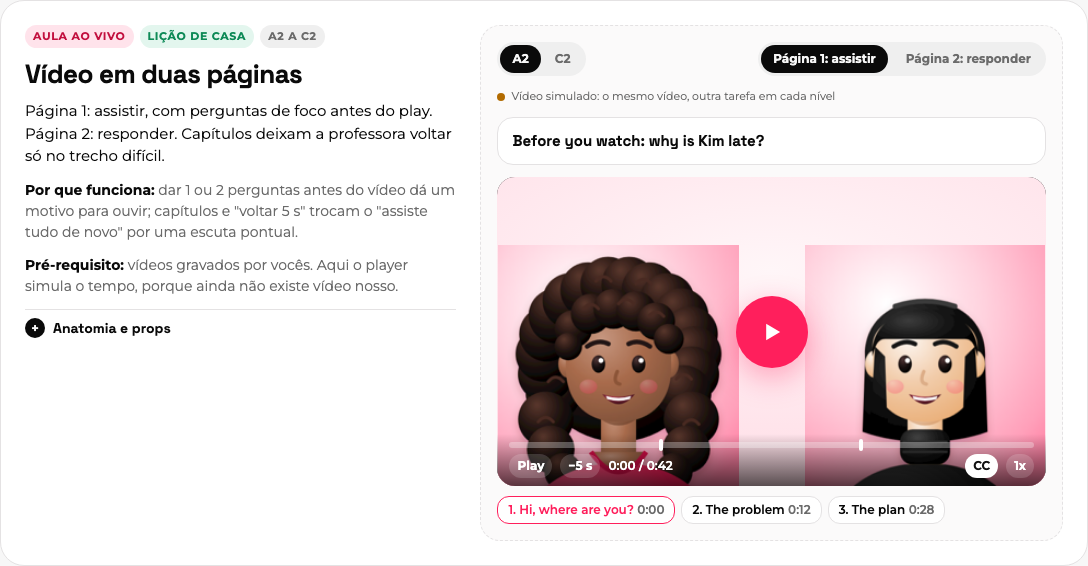 AULA AO VIVO LIÇÃO DE CASA A2 A C2
Vídeo em duas páginas
Página 1: assistir, com perguntas de foco antes do play.
Página 2: responder. Capítulos deixam a professora voltar
só no trecho difícil.
Por que funciona: dar 1 ou 2 perguntas antes do vídeo dá um
motivo para ouvir; capítulos e "voltar 5 s" trocam o "assiste
tudo de novo" por uma escuta pontual.
Pré-requisito: vídeos gravados por vocês. Aqui o player
simula o tempo, porque ainda não existe vídeo nosso.
+ Anatomia e props
A2 C2 Página 1: assistir Página 2: responder
Vídeo simulado: o mesmo vídeo, outra tarefa em cada nível
Before you watch: why is Kim late?
Play −5 s 0:00 / 0:42 CC 1x
1. Hi, where are you? 0:00 2. The problem 0:12 3. The plan 0:28